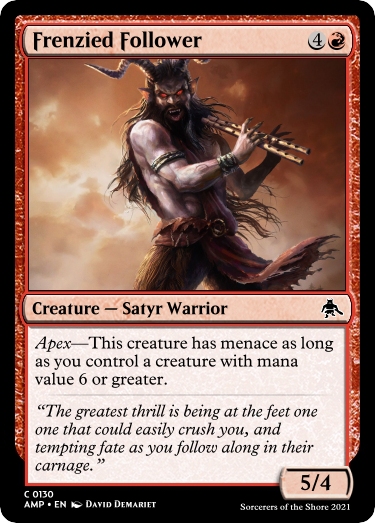 Frenzied Follower
4
Creature — Satyr Warrior
Apex—This creature has menace as long
as you control a creature with mana
value 6 or greater.
“The greatest thrill is being at the feet one
one that could easily crush you, and
tempting fate as you follow along in their
carnage.”
5/4
C 0130
AMP • EN David Demariet
Sorcerers of the Shore 2021